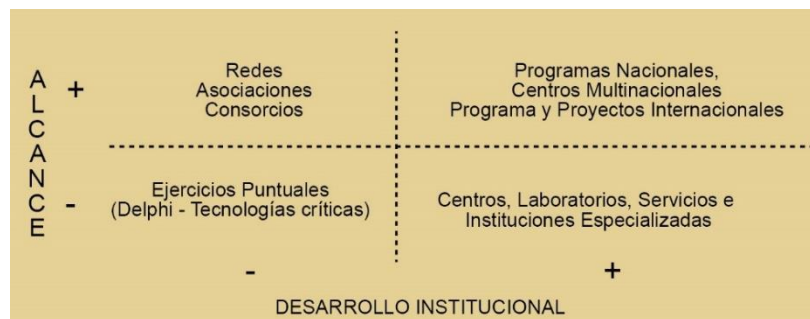 ALCANCE
+
Redes
Asociaciones
Consorcios
Programas Nacionales,
Centros Multinacionales
Programa y Proyectos Internacionales
-
Ejercicios Puntuales
(Delphi - Tecnologías críticas)
Centros, Laboratorios, Servicios e
Instituciones Especializadas
-
+
DESARROLLO INSTITUCIONAL